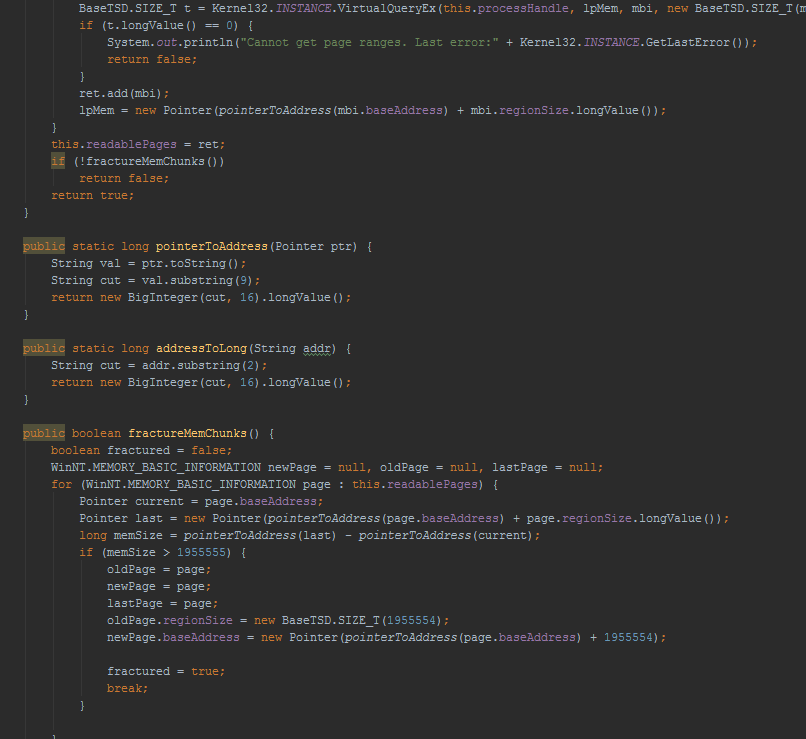 BaseTSD.SIZE_T t = Kernel32.INSTANCE.VirtualQueryEx(this.processHandle, lpMem, mbi, new BaseTSD.SIZE_T(m
if (t.longValue() == 0) {
System.out.println("Cannot get page ranges. Last error:" + Kernel32.INSTANCE.GetLastError());
return false;
}
ret.add(mbi);
lpMem = new Pointer(pointerToAddress(mbi.baseAddress) + mbi.regionSize.longValue());
}
this.readablePages = ret;
if (!fractureMemChunks())
return false;
return true;
}
public static long pointerToAddress(Pointer ptr) {
String val = ptr.toString();
String cut = val.substring(9);
return new BigInteger(cut, 16).longValue();
}
public static long addressToLong(String addr) {
String cut = addr.substring(2);
return new BigInteger(cut, 16).longValue();
}
public boolean fractureMemChunks() {
boolean fractured = false;
WinNT.MEMORY_BASIC_INFORMATION newPage = null, oldPage = null, lastPage = null;
for (WinNT.MEMORY_BASIC_INFORMATION page : this.readablePages) {
Pointer current = page.baseAddress;
Pointer last = new Pointer(pointerToAddress(page.baseAddress) + page.regionSize.longValue());
long memSize = pointerToAddress(last) - pointerToAddress(current);
if (memSize > 1955555) {
oldPage = page;
newPage = page;
lastPage = page;
oldPage.regionSize = new BaseTSD.SIZE_T(1955554);
newPage.baseAddress = new Pointer(pointerToAddress(page.baseAddress) + 1955554);
fractured = true;
break;
}